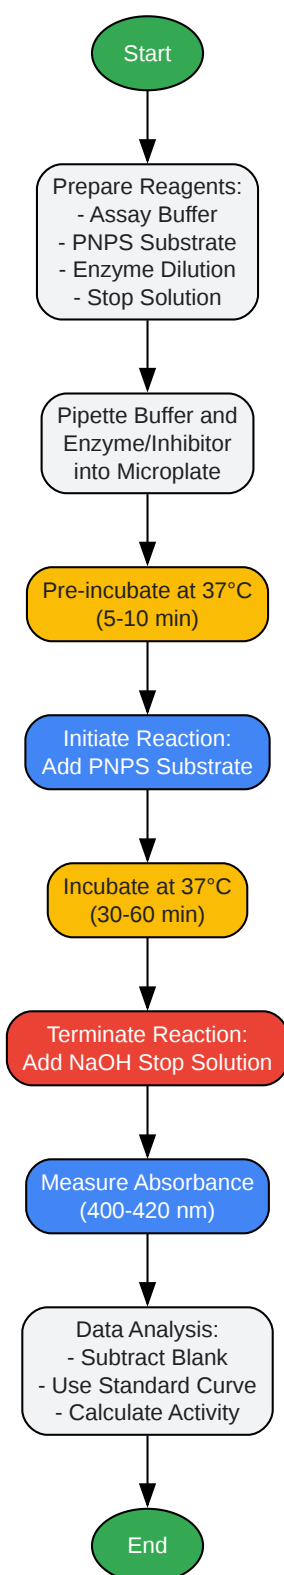 Start
Prepare Reagents:
- Assay Buffer
- PNPS Substrate
- Enzyme Dilution
- Stop Solution
Pipette Buffer and
Enzyme/Inhibitor
into Microplate
Pre-incubate at 37°C
(5-10 min)
Initiate Reaction:
Add PNPS Substrate
Incubate at 37°C
(30-60 min)
Terminate Reaction:
Add NaOH Stop Solution
Measure Absorbance
(400-420 nm)
Data Analysis:
- Subtract Blank
- Use Standard Curve
- Calculate Activity
End